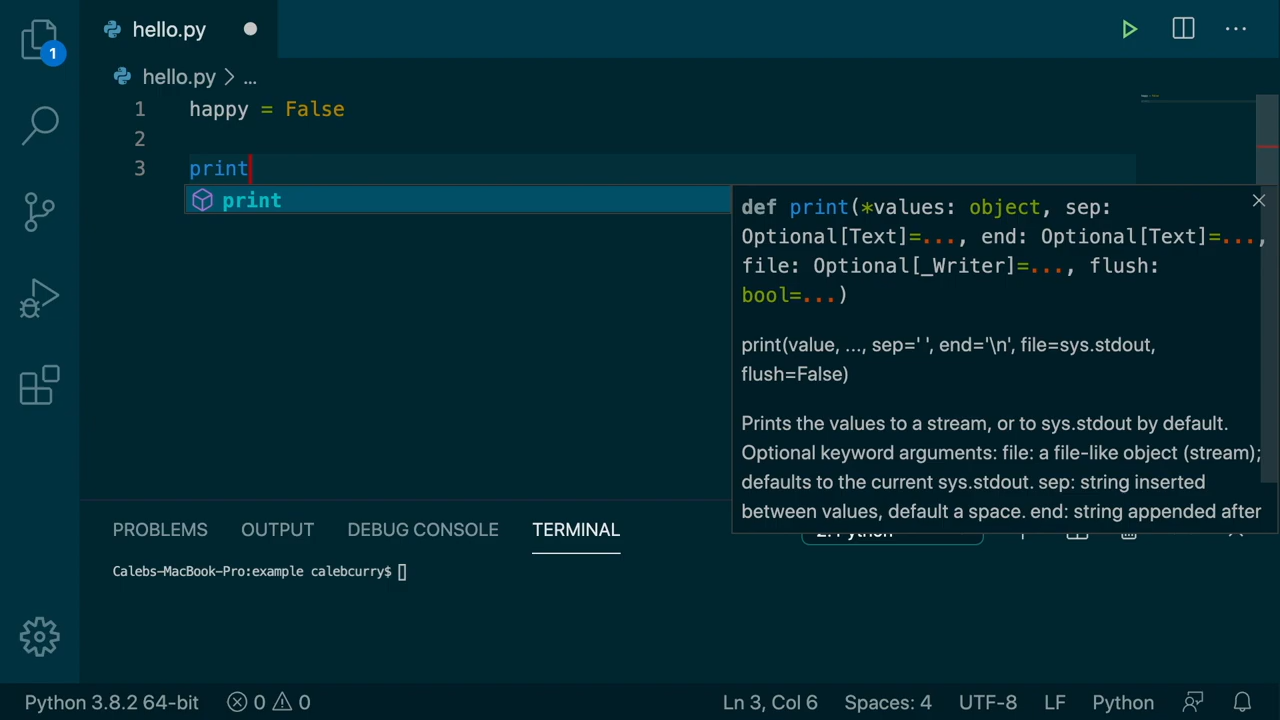 hello.py
1
hello.py > ...
1 happy = False
2
3 print
print
def print(*values: object, sep:
Optional[Text]=..., end: Optional[Text]=...,
file: Optional[_Writer]=..., flush:
bool=...)
print(value, ..., sep=' ', end='\n', file=sys.stdout,
flush=False)
Prints the values to a stream, or to sys.stdout by default.
Optional keyword arguments: file: a file-like object (stream);
defaults to the current sys.stdout. sep: string inserted
between values, default a space. end: string appended after
PROBLEMS OUTPUT DEBUG CONSOLE TERMINAL 2: Python
Calebs-MacBook-Pro:example calebcurry$
Python 3.8.2 64-bit 0 0 Ln 3, Col 6 Spaces: 4 UTF-8 LF Python